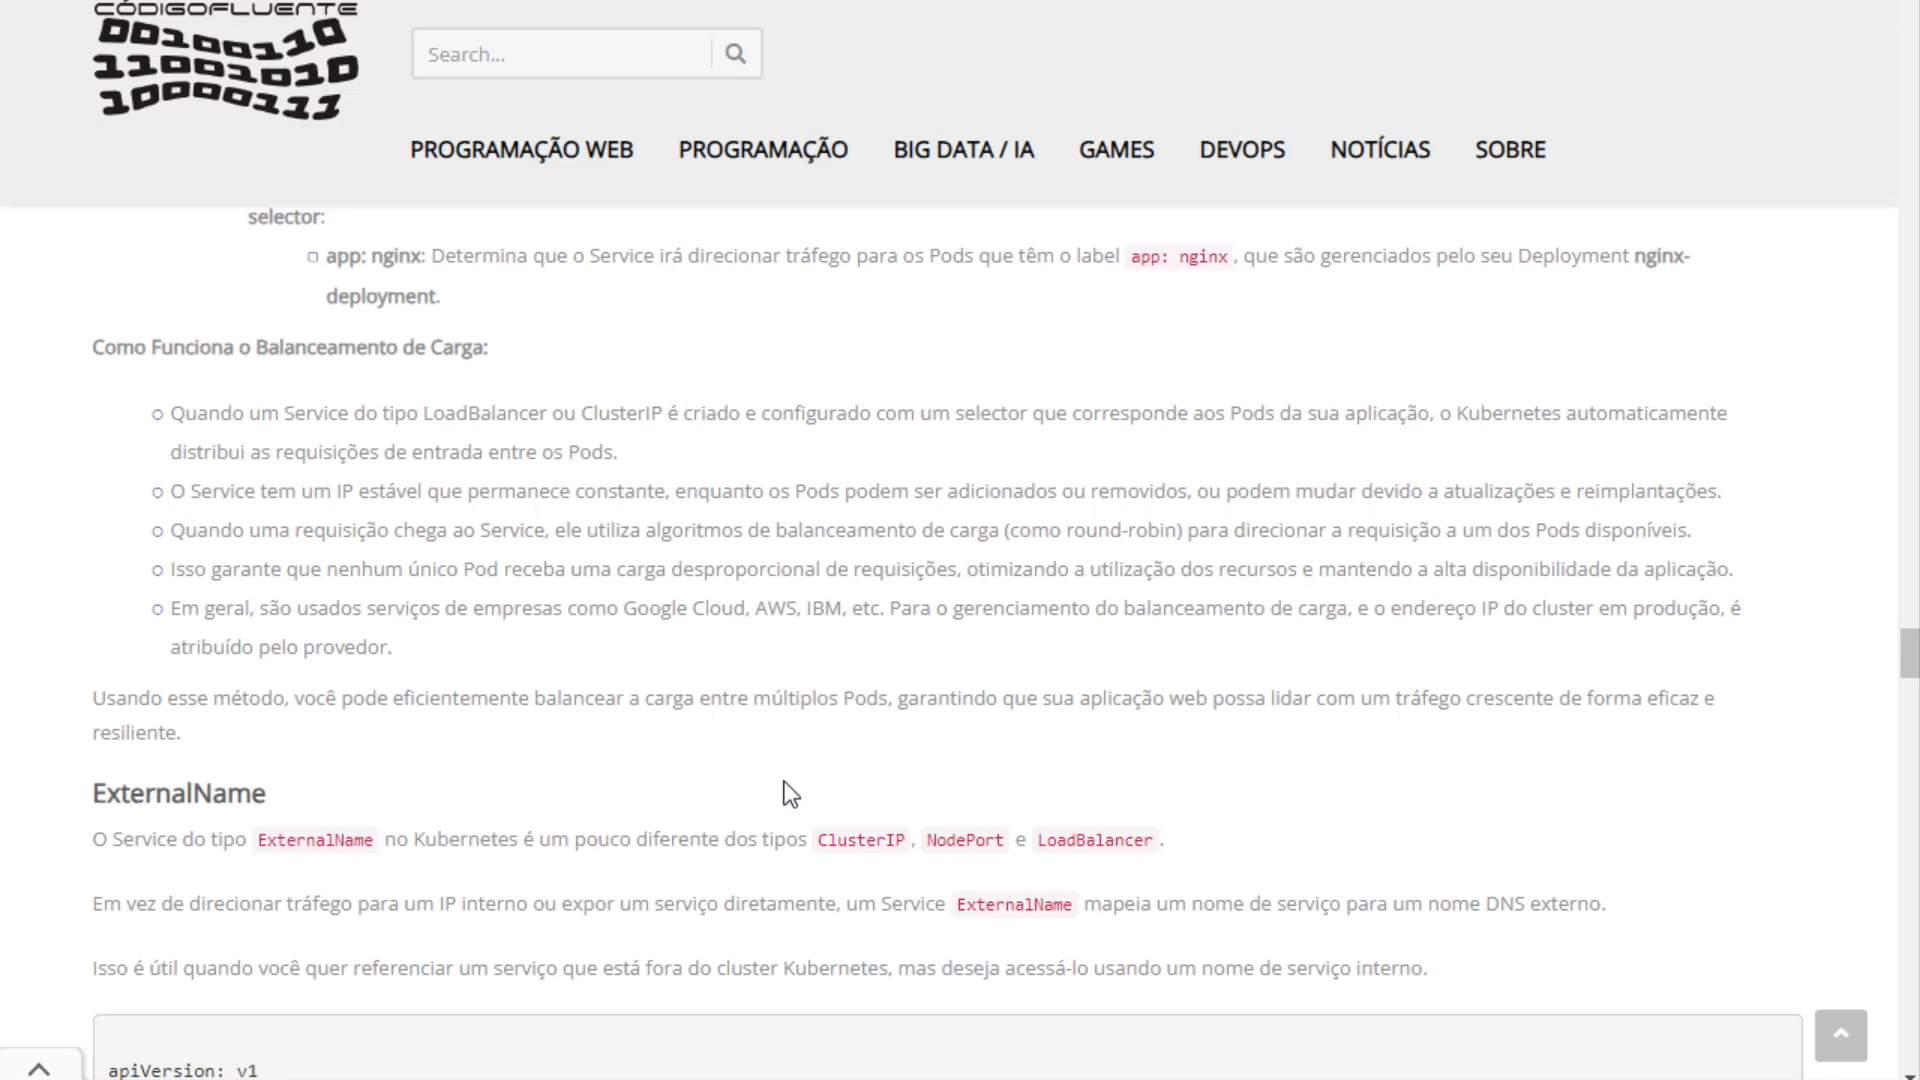 CÓDIGOFLUENTE
00100110
11001010
10000111
Search...
PROGRAMAÇÃO WEB PROGRAMAÇÃO BIG DATA / IA GAMES DEVOPS NOTÍCIAS SOBRE
selector:
app: nginx: Determina que o Service irá direcionar tráfego para os Pods que têm o label app: nginx, que são gerenciados pelo seu Deployment nginx-
deployment.
Como Funciona o Balanceamento de Carga:
Quando um Service do tipo LoadBalancer ou ClusterIP é criado e configurado com um selector que corresponde aos Pods da sua aplicação, o Kubernetes automaticamente
distribui as requisições de entrada entre os Pods.
O Service tem um IP estável que permanece constante, enquanto os Pods podem ser adicionados ou removidos, ou podem mudar devido a atualizações e reimplantações.
Quando uma requisição chega ao Service, ele utiliza algoritmos de balanceamento de carga (como round-robin) para direcionar a requisição a um dos Pods disponíveis.
Isso garante que nenhum único Pod receba uma carga desproporcional de requisições, otimizando a utilização dos recursos e mantendo a alta disponibilidade da aplicação.
Em geral, são usados serviços de empresas como Google Cloud, AWS, IBM, etc. Para o gerenciamento do balanceamento de carga, e o endereço IP do cluster em produção, é
atribuído pelo provedor.
Usando esse método, você pode eficientemente balancear a carga entre múltiplos Pods, garantindo que sua aplicação web possa lidar com um tráfego crescente de forma eficaz e
resiliente.
ExternalName
O Service do tipo ExternalName no Kubernetes é um pouco diferente dos tipos ClusterIP, NodePort e LoadBalancer.
Em vez de direcionar tráfego para um IP interno ou expor um serviço diretamente, um Service ExternalName mapeia um nome de serviço para um nome DNS externo.
Isso é útil quando você quer referenciar um serviço que está fora do cluster Kubernetes, mas deseja acessá-lo usando um nome de serviço interno.
apiVersion: v1